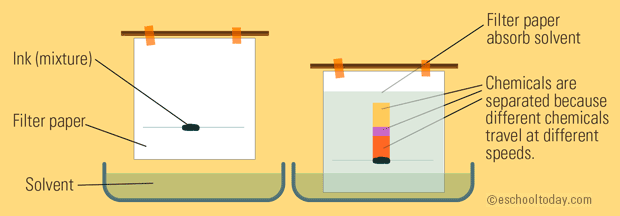 Ink (mixture)
Filter paper
Solvent
Filter paper
absorb solvent
Chemicals are
separated because
different chemicals
travel at different
speeds.
©eschooltoday.com